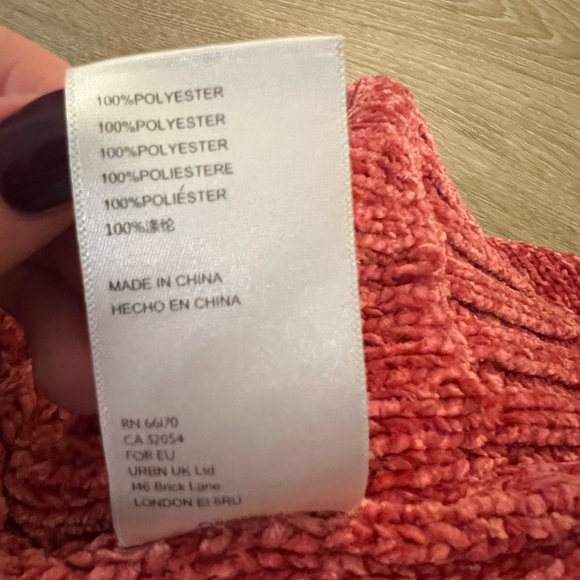 100%POLYESTER
100%POLYESTER
100%POLYESTER
100%POLIESTERE
100%POLIÉSTER
100%涤纶
MADE IN CHINA
HECHO EN CHINA
RN 66170
CA 32054
FOR EU
URBN UK Ltd
146 Brick Lane
LONDON E1 6RU